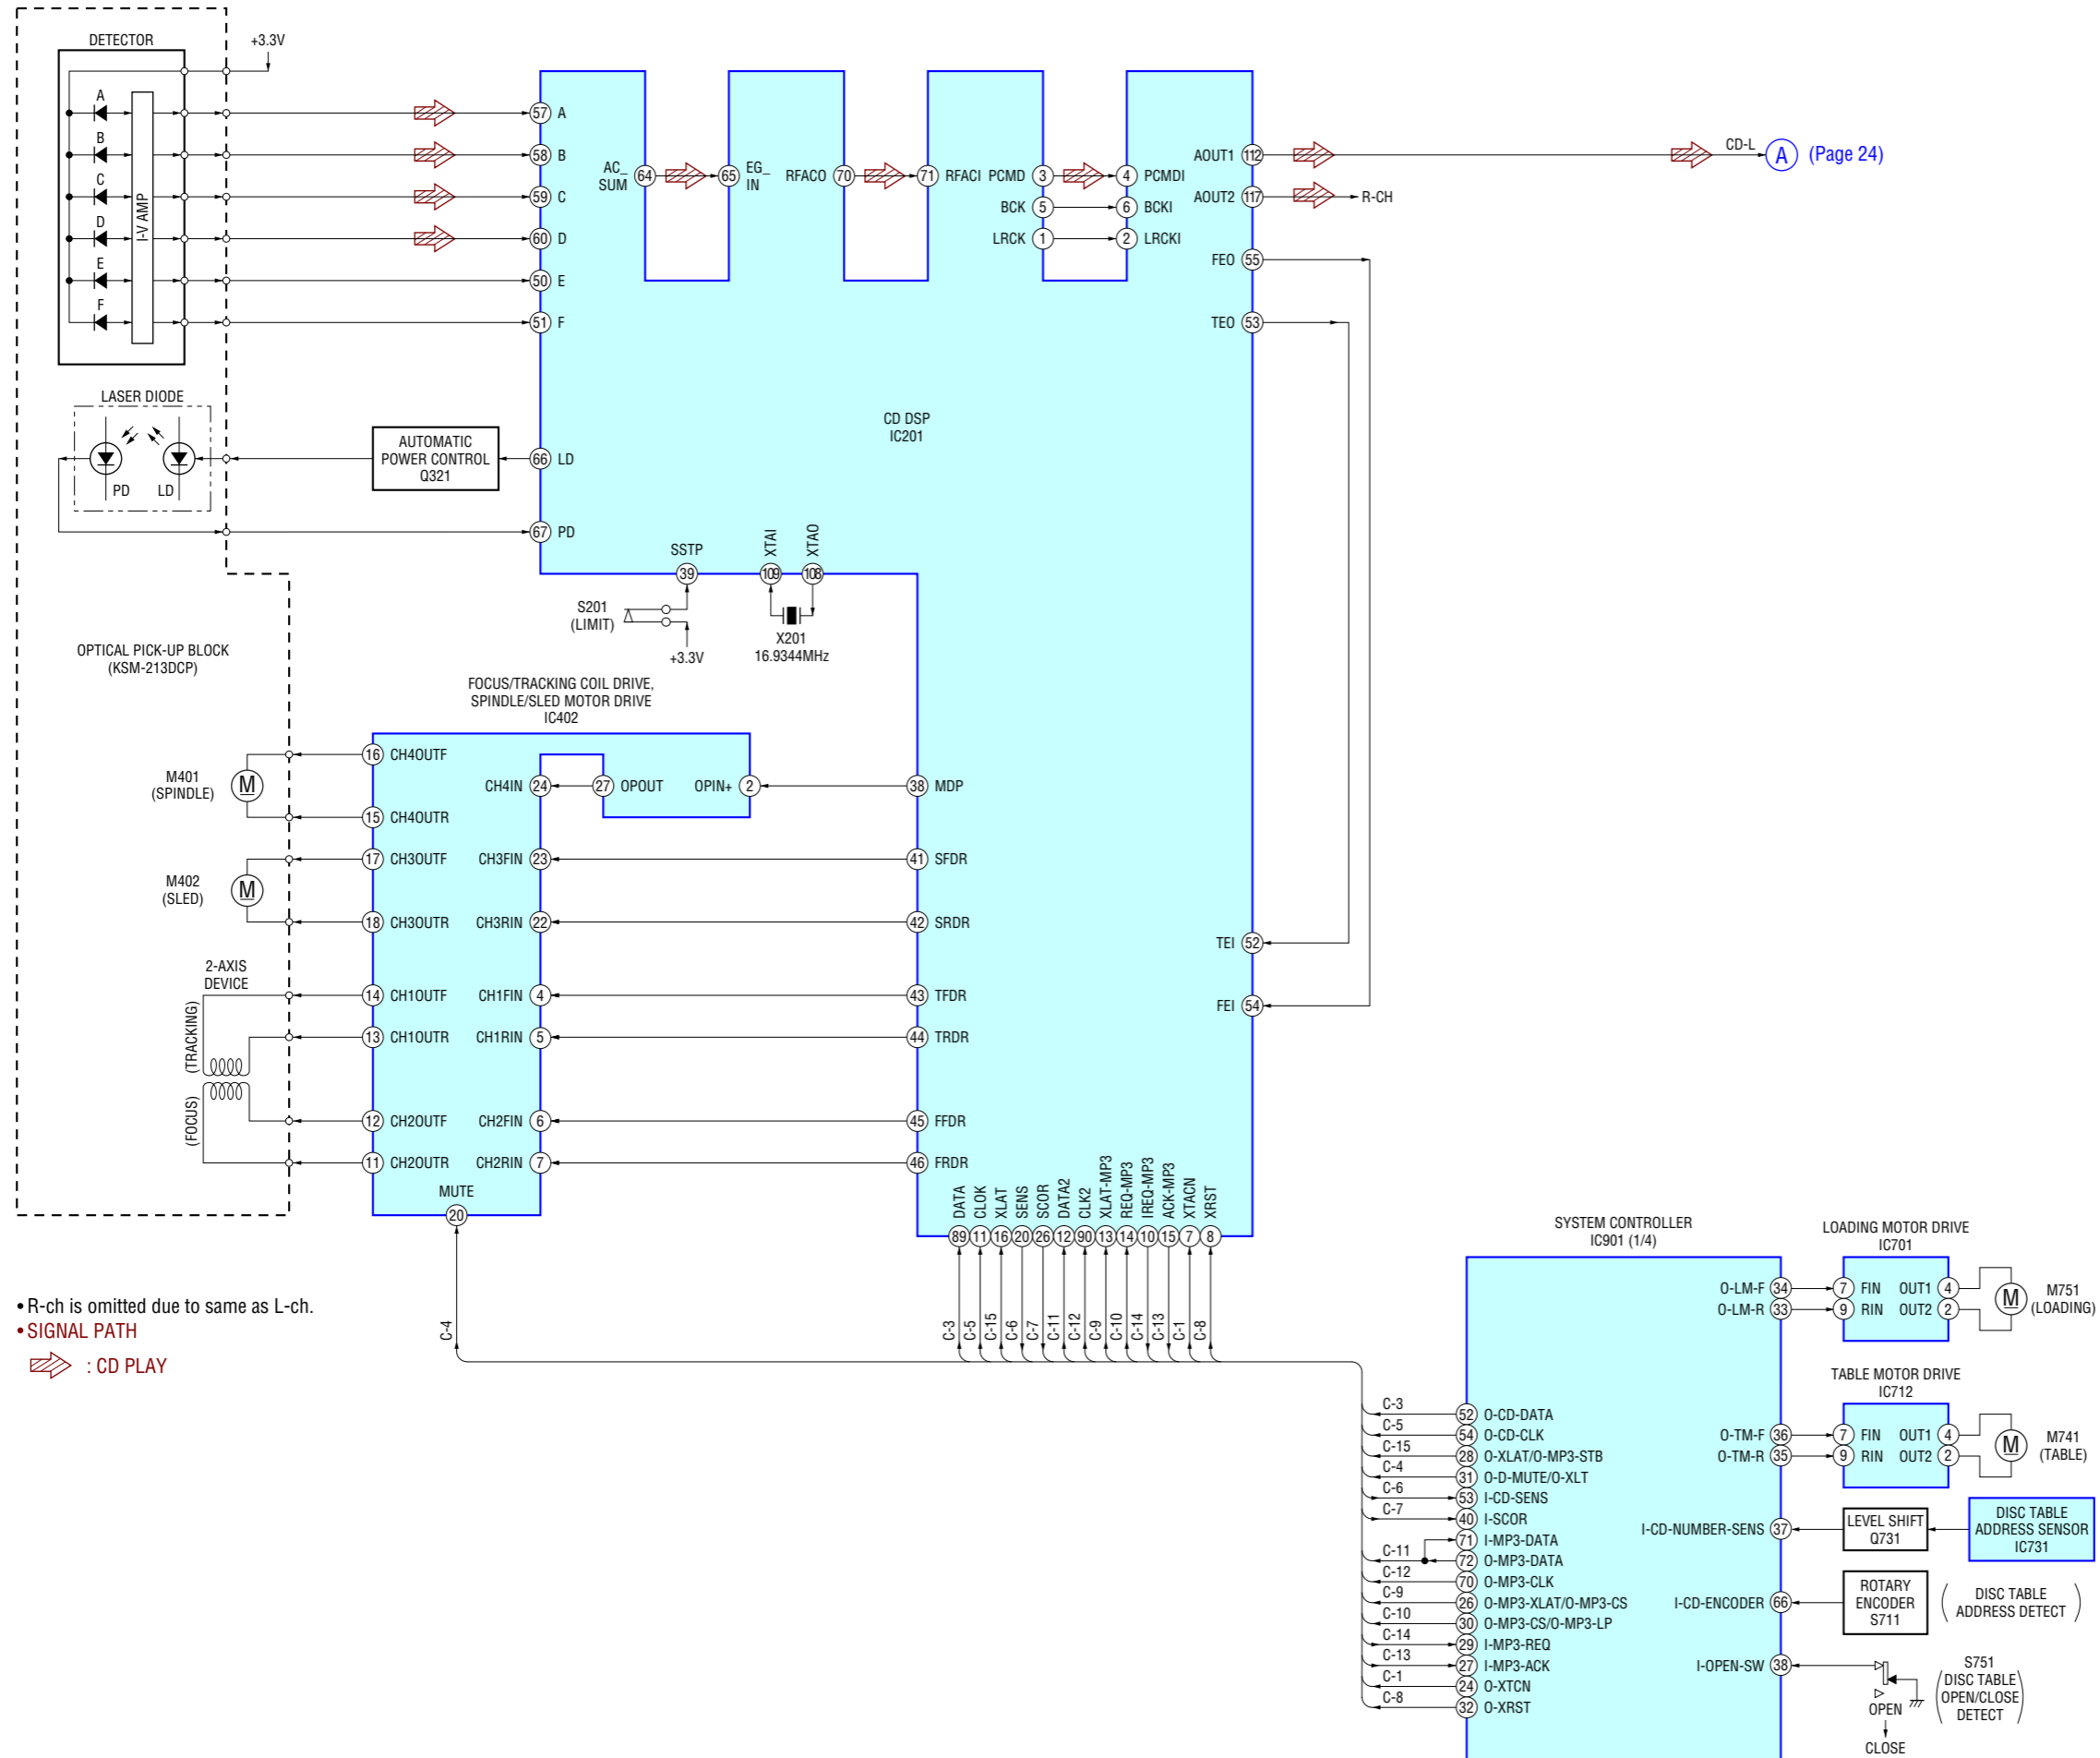 DETECTOR
+3.3V
A
B
C
D
E
F
I-V AMP
57 A
58 B
59 C
60 D
50 E
51 F
AC_
SUM 64
65 EG_
IN
RFACO 70
71 RFACI
PCMD 3
4 PCMDI
BCK 5
6 BCKI
LRCK 1
2 LRCKI
AOUT1 112
CD-L
A (Page 24)
AOUT2 117
R-CH
FEO 55
TEO 53
CD DSP
IC201
LASER DIODE
PD
LD
AUTOMATIC
POWER CONTROL
Q321
66 LD
67 PD
SSTP
39
XTAI
109
XTAO
108
S201
(LIMIT)
+3.3V
X201
16.9344MHz
OPTICAL PICK-UP BLOCK
(KSM-213DCP)
FOCUS/TRACKING COIL DRIVE,
SPINDLE/SLED MOTOR DRIVE
IC402
M401
(SPINDLE)
M
16 CH4OUTF
15 CH4OUTR
CH4IN 24
27 OPOUT
OPIN+ 2
38 MDP
M402
(SLED)
M
17 CH3OUTF
18 CH3OUTR
CH3FIN 23
CH3RIN 22
41 SFDR
42 SRDR
TEI 52
FEI 54
2-AXIS
DEVICE
(TRACKING)
(FOCUS)
14 CH1OUTF
13 CH1OUTR
12 CH2OUTF
11 CH2OUTR
CH1FIN 4
CH1RIN 5
CH2FIN 6
CH2RIN 7
43 TFDR
44 TRDR
45 FFDR
46 FRDR
MUTE
20
C-4
DATA 89 C-3
CLOK 11 C-5
XLAT 16 C-15
SENS 20 C-6
SCOR 26 C-7
DATA2 12 C-11
CLK2 90 C-12
XLAT-MP3 13 C-9
REQ-MP3 14 C-10
IREQ-MP3 10 C-14
ACK-MP3 15 C-13
XTACN 7 C-1
XRST 8 C-8
• R-ch is omitted due to same as L-ch.
• SIGNAL PATH
: CD PLAY
SYSTEM CONTROLLER
IC901 (1/4)
C-3 52 O-CD-DATA
C-5 54 O-CD-CLK
C-15 28 O-XLAT/O-MP3-STB
C-4 31 O-D-MUTE/O-XLT
C-6 53 I-CD-SENS
C-7 40 I-SCOR
71 I-MP3-DATA
C-11 72 O-MP3-DATA
C-12 70 O-MP3-CLK
C-9 26 O-MP3-XLAT/O-MP3-CS
C-10 30 O-MP3-CS/O-MP3-LP
C-14 29 I-MP3-REQ
C-13 27 I-MP3-ACK
C-1 24 O-XTCN
C-8 32 O-XRST
LOADING MOTOR DRIVE
IC701
O-LM-F 34
O-LM-R 33
7 FIN OUT1 4
9 RIN OUT2 2
M
M751
(LOADING)
TABLE MOTOR DRIVE
IC712
O-TM-F 36
O-TM-R 35
7 FIN OUT1 4
9 RIN OUT2 2
M
M741
(TABLE)
I-CD-NUMBER-SENS 37
LEVEL SHIFT
Q731
DISC TABLE
ADDRESS SENSOR
IC731
I-CD-ENCODER 66
ROTARY
ENCODER
S711
(DISC TABLE
ADDRESS DETECT)
I-OPEN-SW 38
OPEN
CLOSE
S751
(DISC TABLE
OPEN/CLOSE
DETECT)